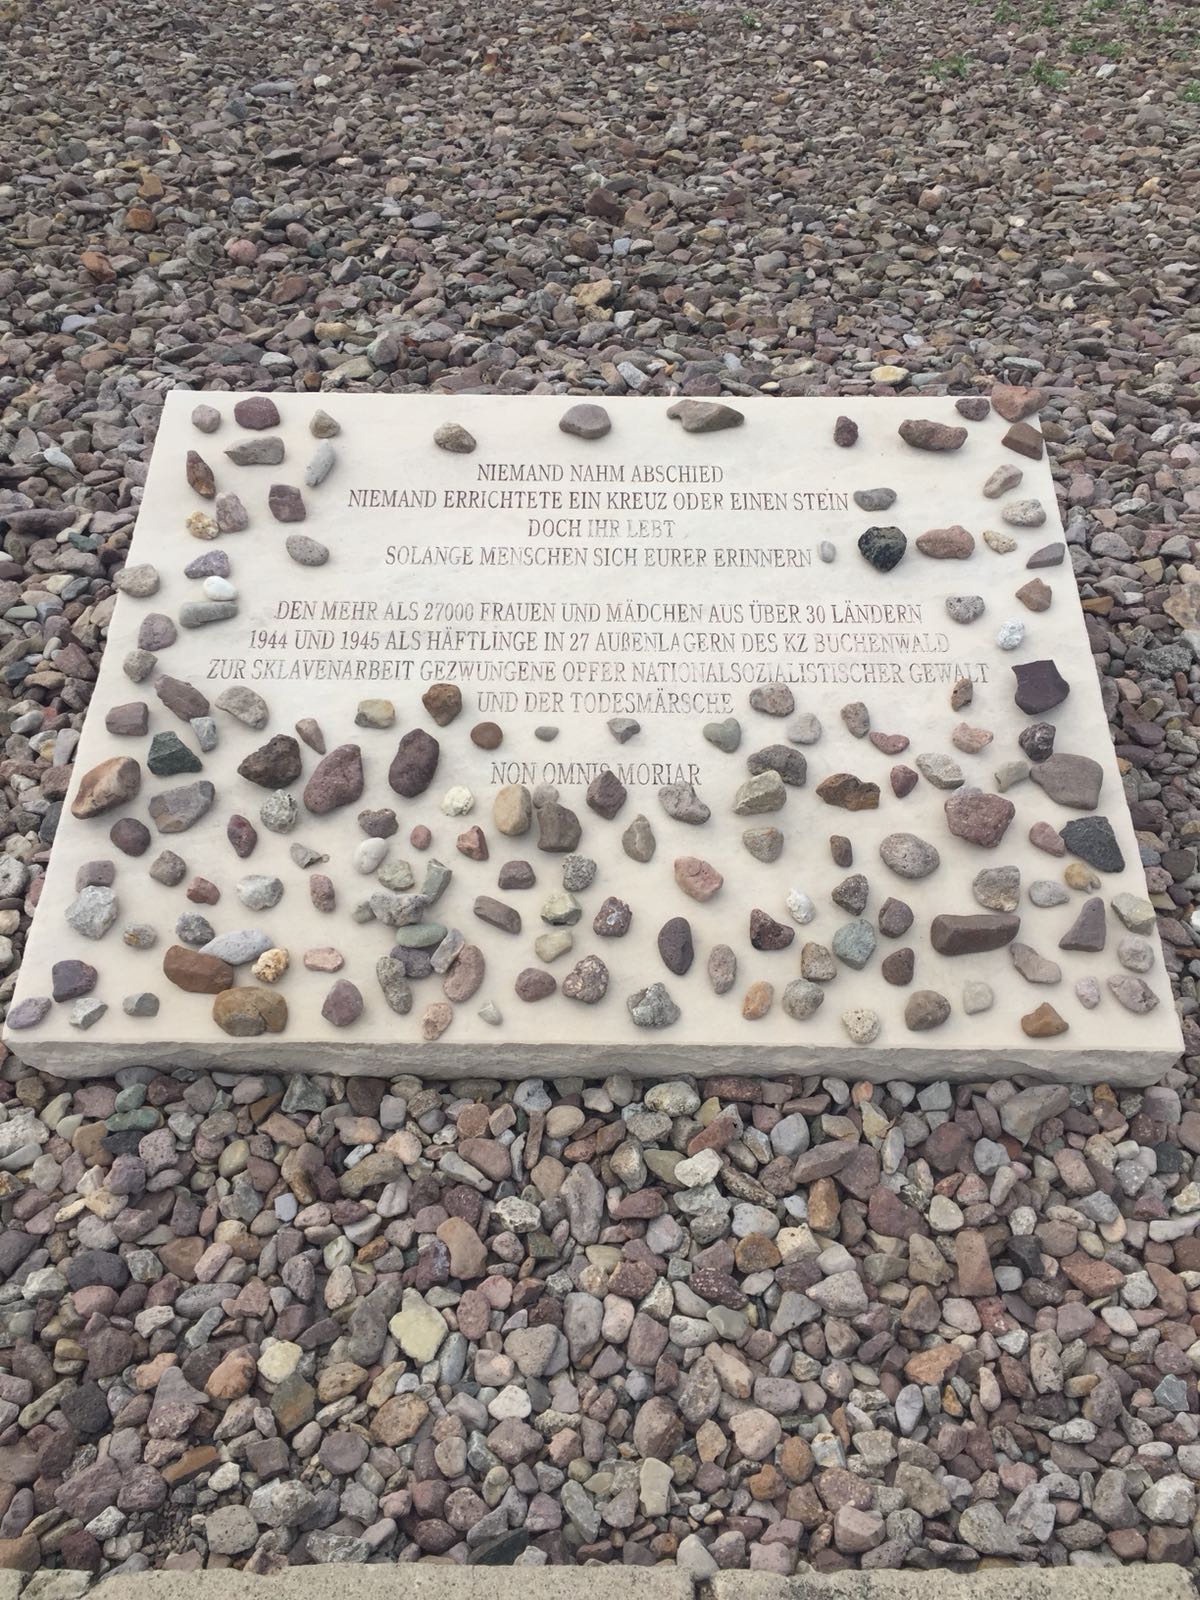 NIEMAND NAHM ABSCHIED
NIEMAND ERRICHTETE EIN KREUZ ODER EINEN STEIN
DOCH IHR LEBT
SOLANGE MENSCHEN SICH EURER ERINNERN
DEN MEHR ALS 27000 FRAUEN UND MÄDCHEN AUS ÜBER 30 LÄNDERN
1944 UND 1945 ALS HÄFTLINGE IN 27 AUßENLAGERN DES KZ BUCHENWALD
ZUR SKLAVENARBEIT GEZWUNGENE OPFER NATIONALSOZIALISTISCHER GEWALT
UND DER TODESMÄRSCHE
NON OMNIS MORIAR